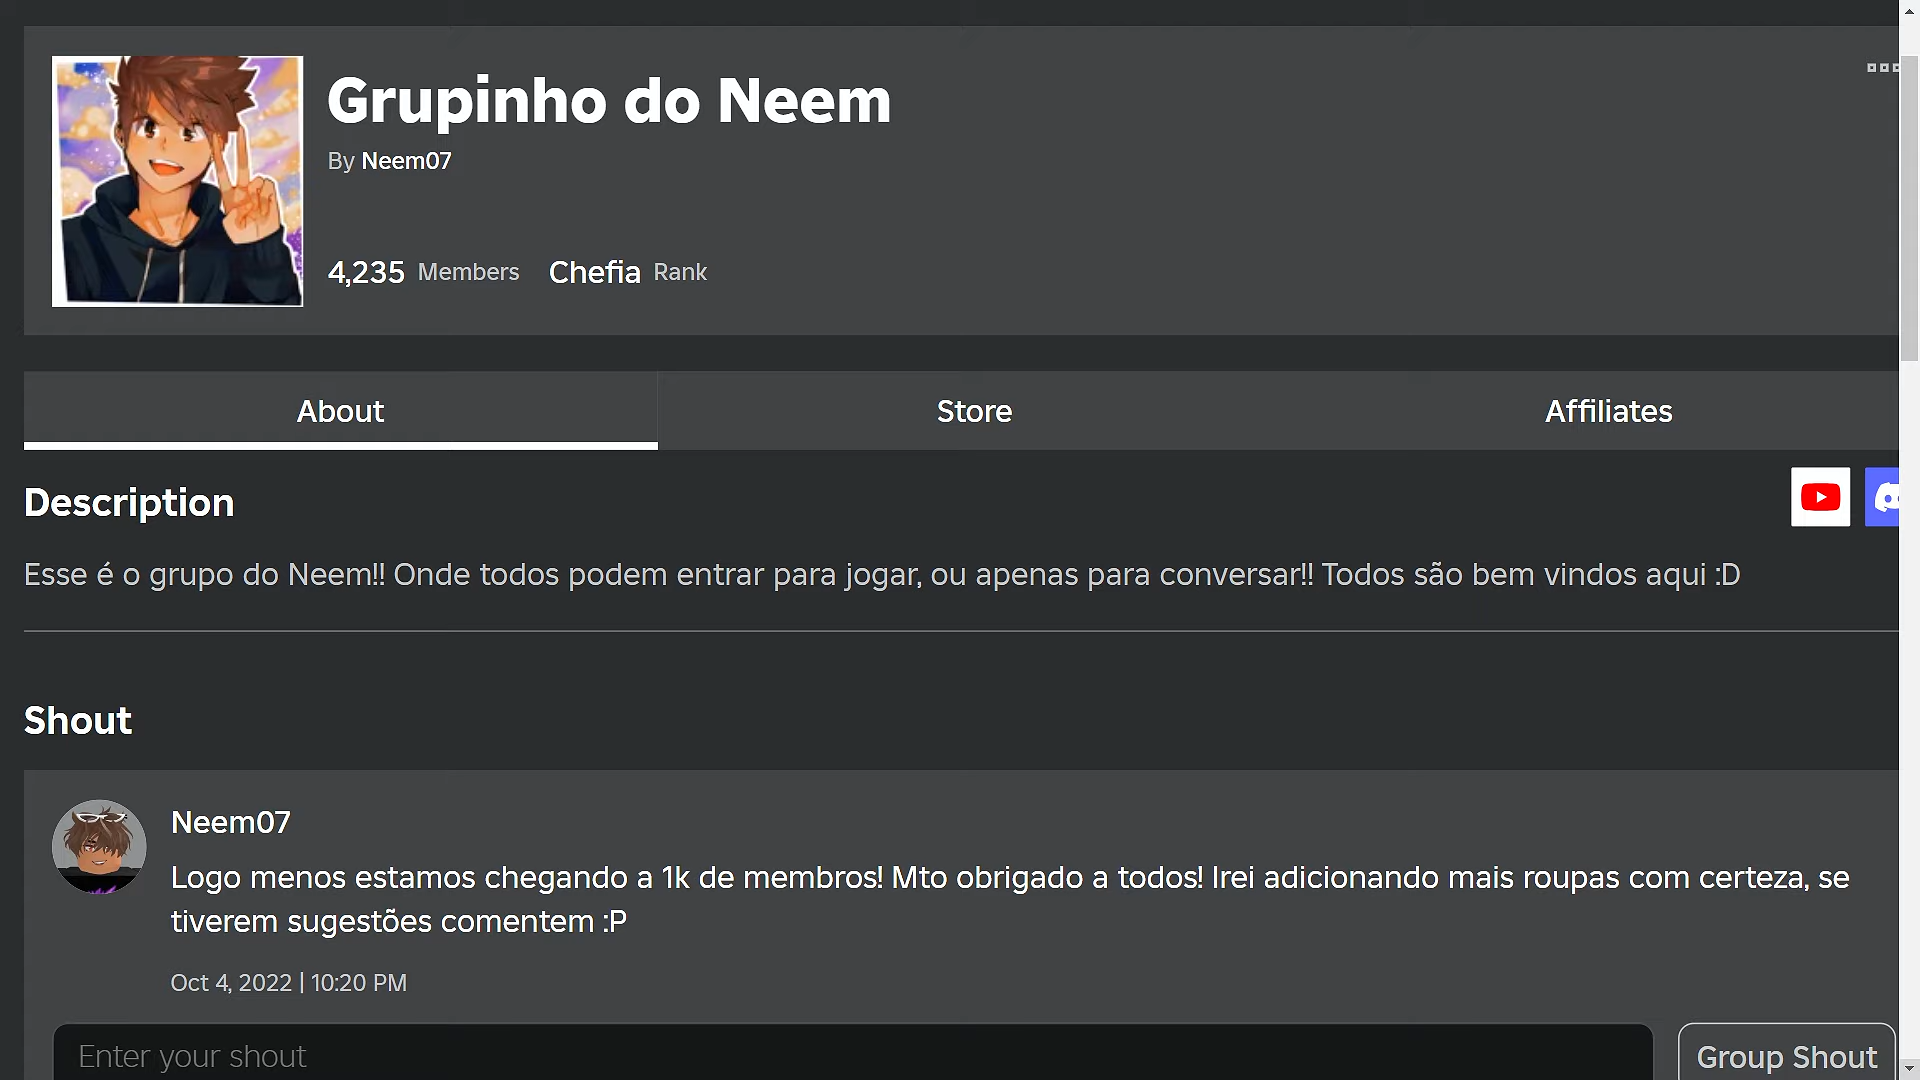 Grupinho do Neem
By Neem07
4,235 Members Chefia Rank
About Store Affiliates
Description
Esse é o grupo do Neem!! Onde todos podem entrar para jogar, ou apenas para conversar!! Todos são bem vindos aqui :D
Shout
Neem07
Logo menos estamos chegando a 1k de membros! Mto obrigado a todos! Irei adicionando mais roupas com certeza, se
tiverem sugestões comentem :P
Oct 4, 2022 | 10:20 PM
Enter your shout Group Shout